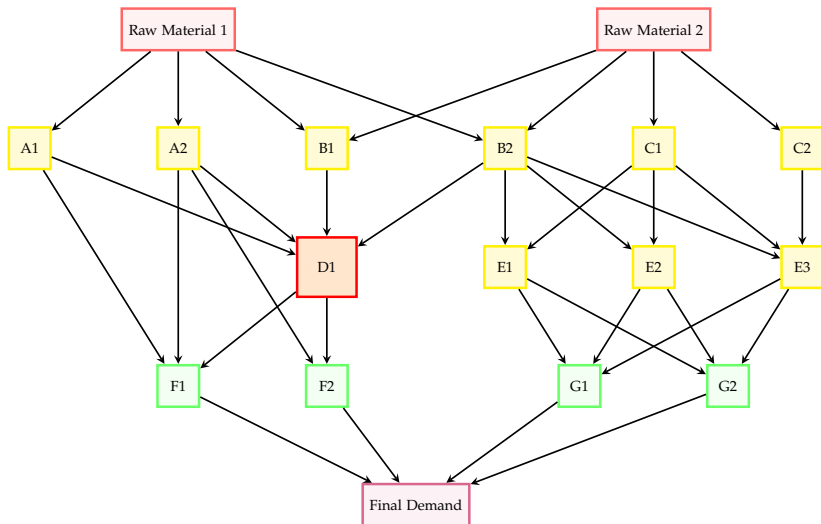 Raw Material 1
Raw Material 2
A1
A2
B1
B2
C1
C2
D1
E1
E2
E3
F1
F2
G1
G2
Final Demand